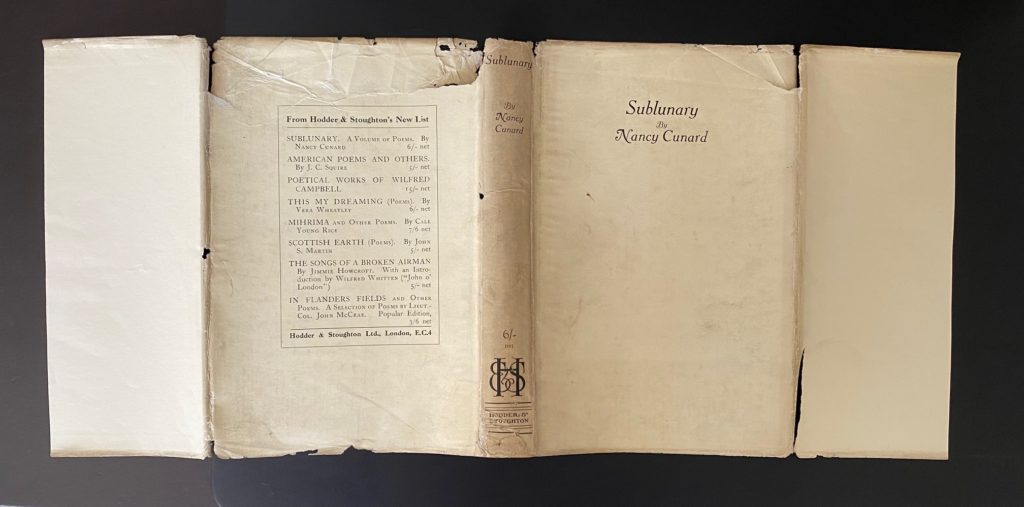 From Hodder & Stoughton's New List
SUBLUNARY. A Volume of Poems. By
Nancy Cunard 6/- net
AMERICAN POEMS AND OTHERS.
By J. C. Squire 5/- net
POETICAL WORKS OF WILFRED
CAMPBELL 15/- net
THIS MY DREAMING (Poems). By
Vera Wheatley 6/- net
MIHRIMA and Other Poems. By Cale
Young Rice 7/6 net
SCOTTISH EARTH (Poems). By John
S. Martin 5/- net
THE SONGS OF A BROKEN AIRMAN
By Jimmie Howcroft. With an Intro-
duction by Wilfred Whitten ("John o'
London") 5/- net
IN FLANDERS FIELDS and Other
Poems. A Selection of Poems by Lieut.-
Col. John McCrae. Popular Edition,
3/6 net
Hodder & Stoughton Ltd., London, E.C.4
Sublunary
By
Nancy
Cunard
6/-
net
H&S
HODDER &
STOUGHTON
Sublunary
By
Nancy Cunard